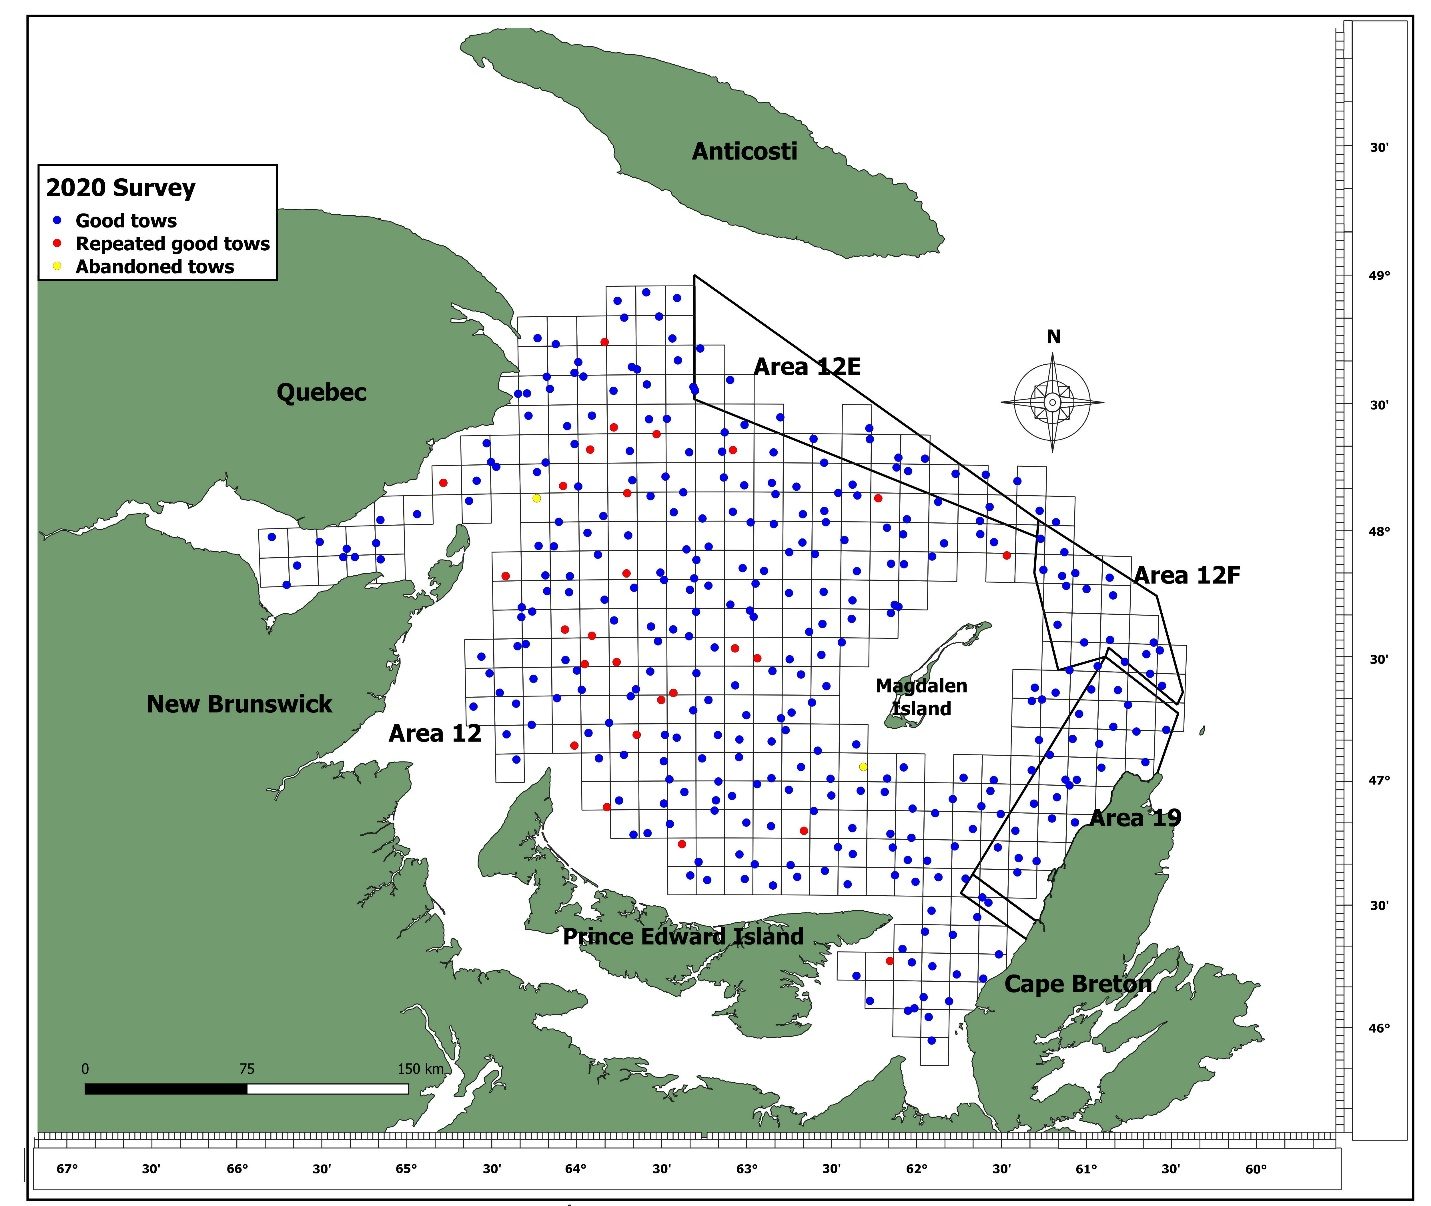 Anticosti
30'
2020 Survey
Good tows
Repeated good tows
Abandoned tows
49°
N
Area 12E
Quebec
30'
48°
Area 12F
30'
Magdalen
Island
New Brunswick
Area 12
47°
Area 19
30'
Prince Edward Island
Cape Breton
46°
0 75 150 km
67° 30' 66° 30' 65° 30' 64° 30' 63° 30' 62° 30' 61° 30' 60°